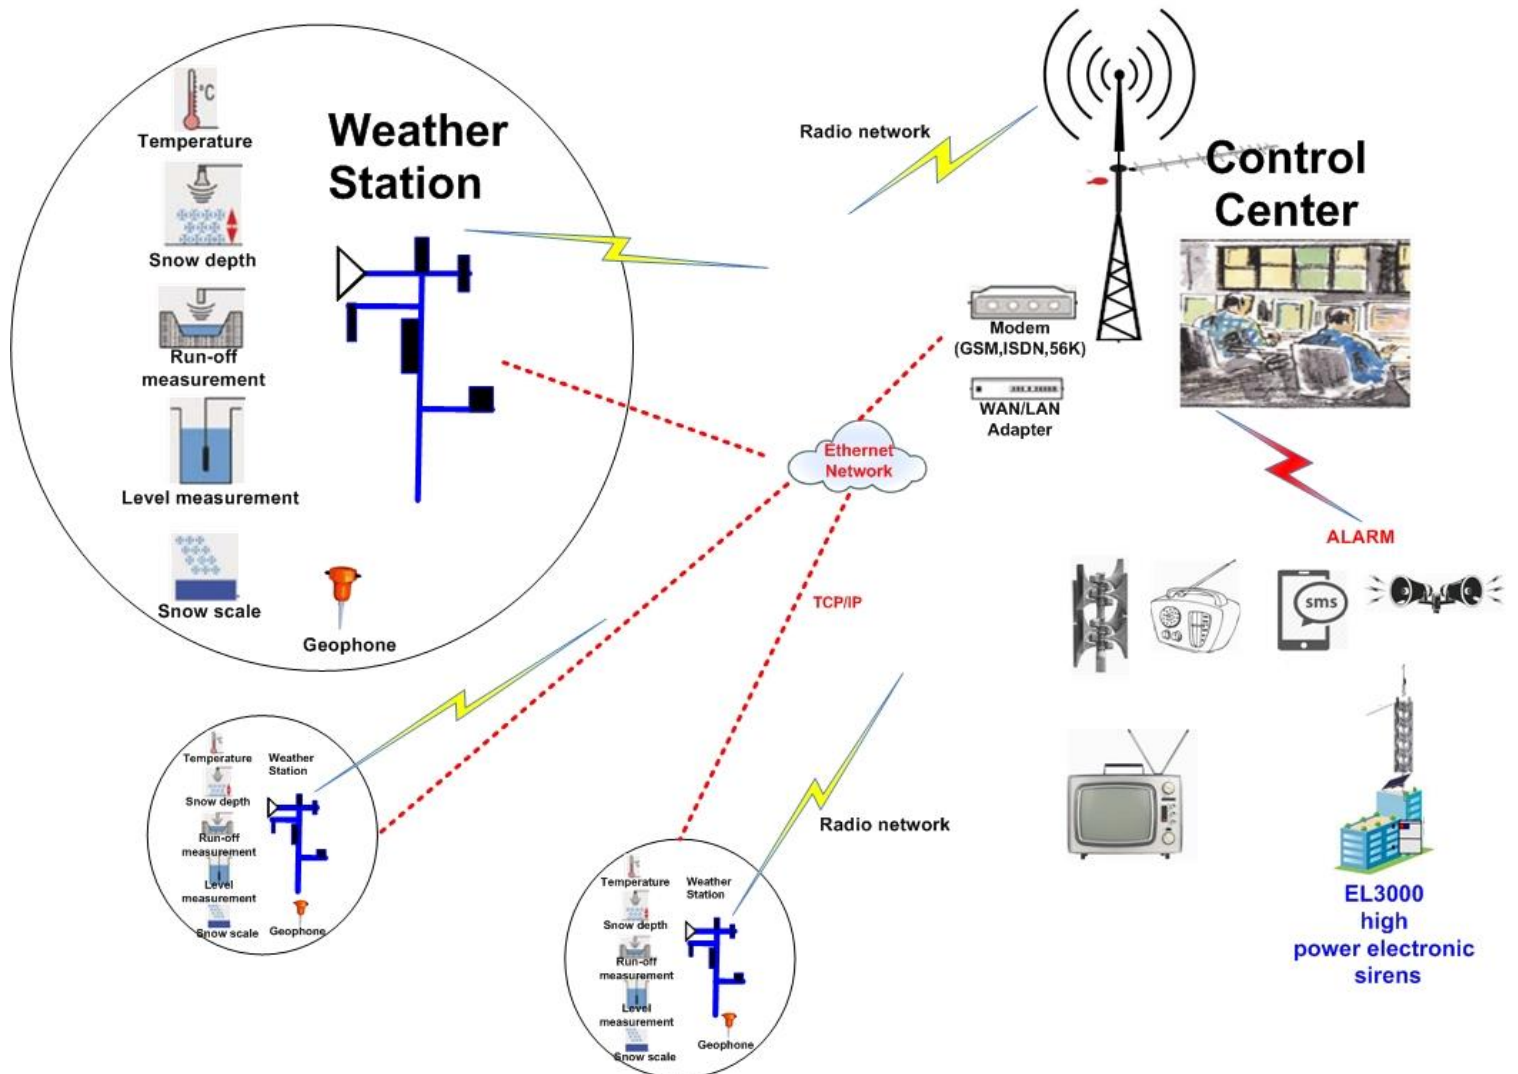 °C
Temperature
Weather
Station
Snow depth
Run-off
measurement
Level measurement
Snow scale
Geophone
Radio network
Control
Center
Modem
(GSM,ISDN,56K)
WAN/LAN
Adapter
Ethernet
Network
TCP/IP
ALARM
sms
EL3000
high
power electronic
sirens
Radio network
°C
Temperature
Weather
Station
Snow depth
Run-off
measurement
Level
measurement
Snow scale
Geophone
°C
Temperature
Weather
Station
Snow depth
Run-off
measurement
Level
measurement
Snow scale
Geophone